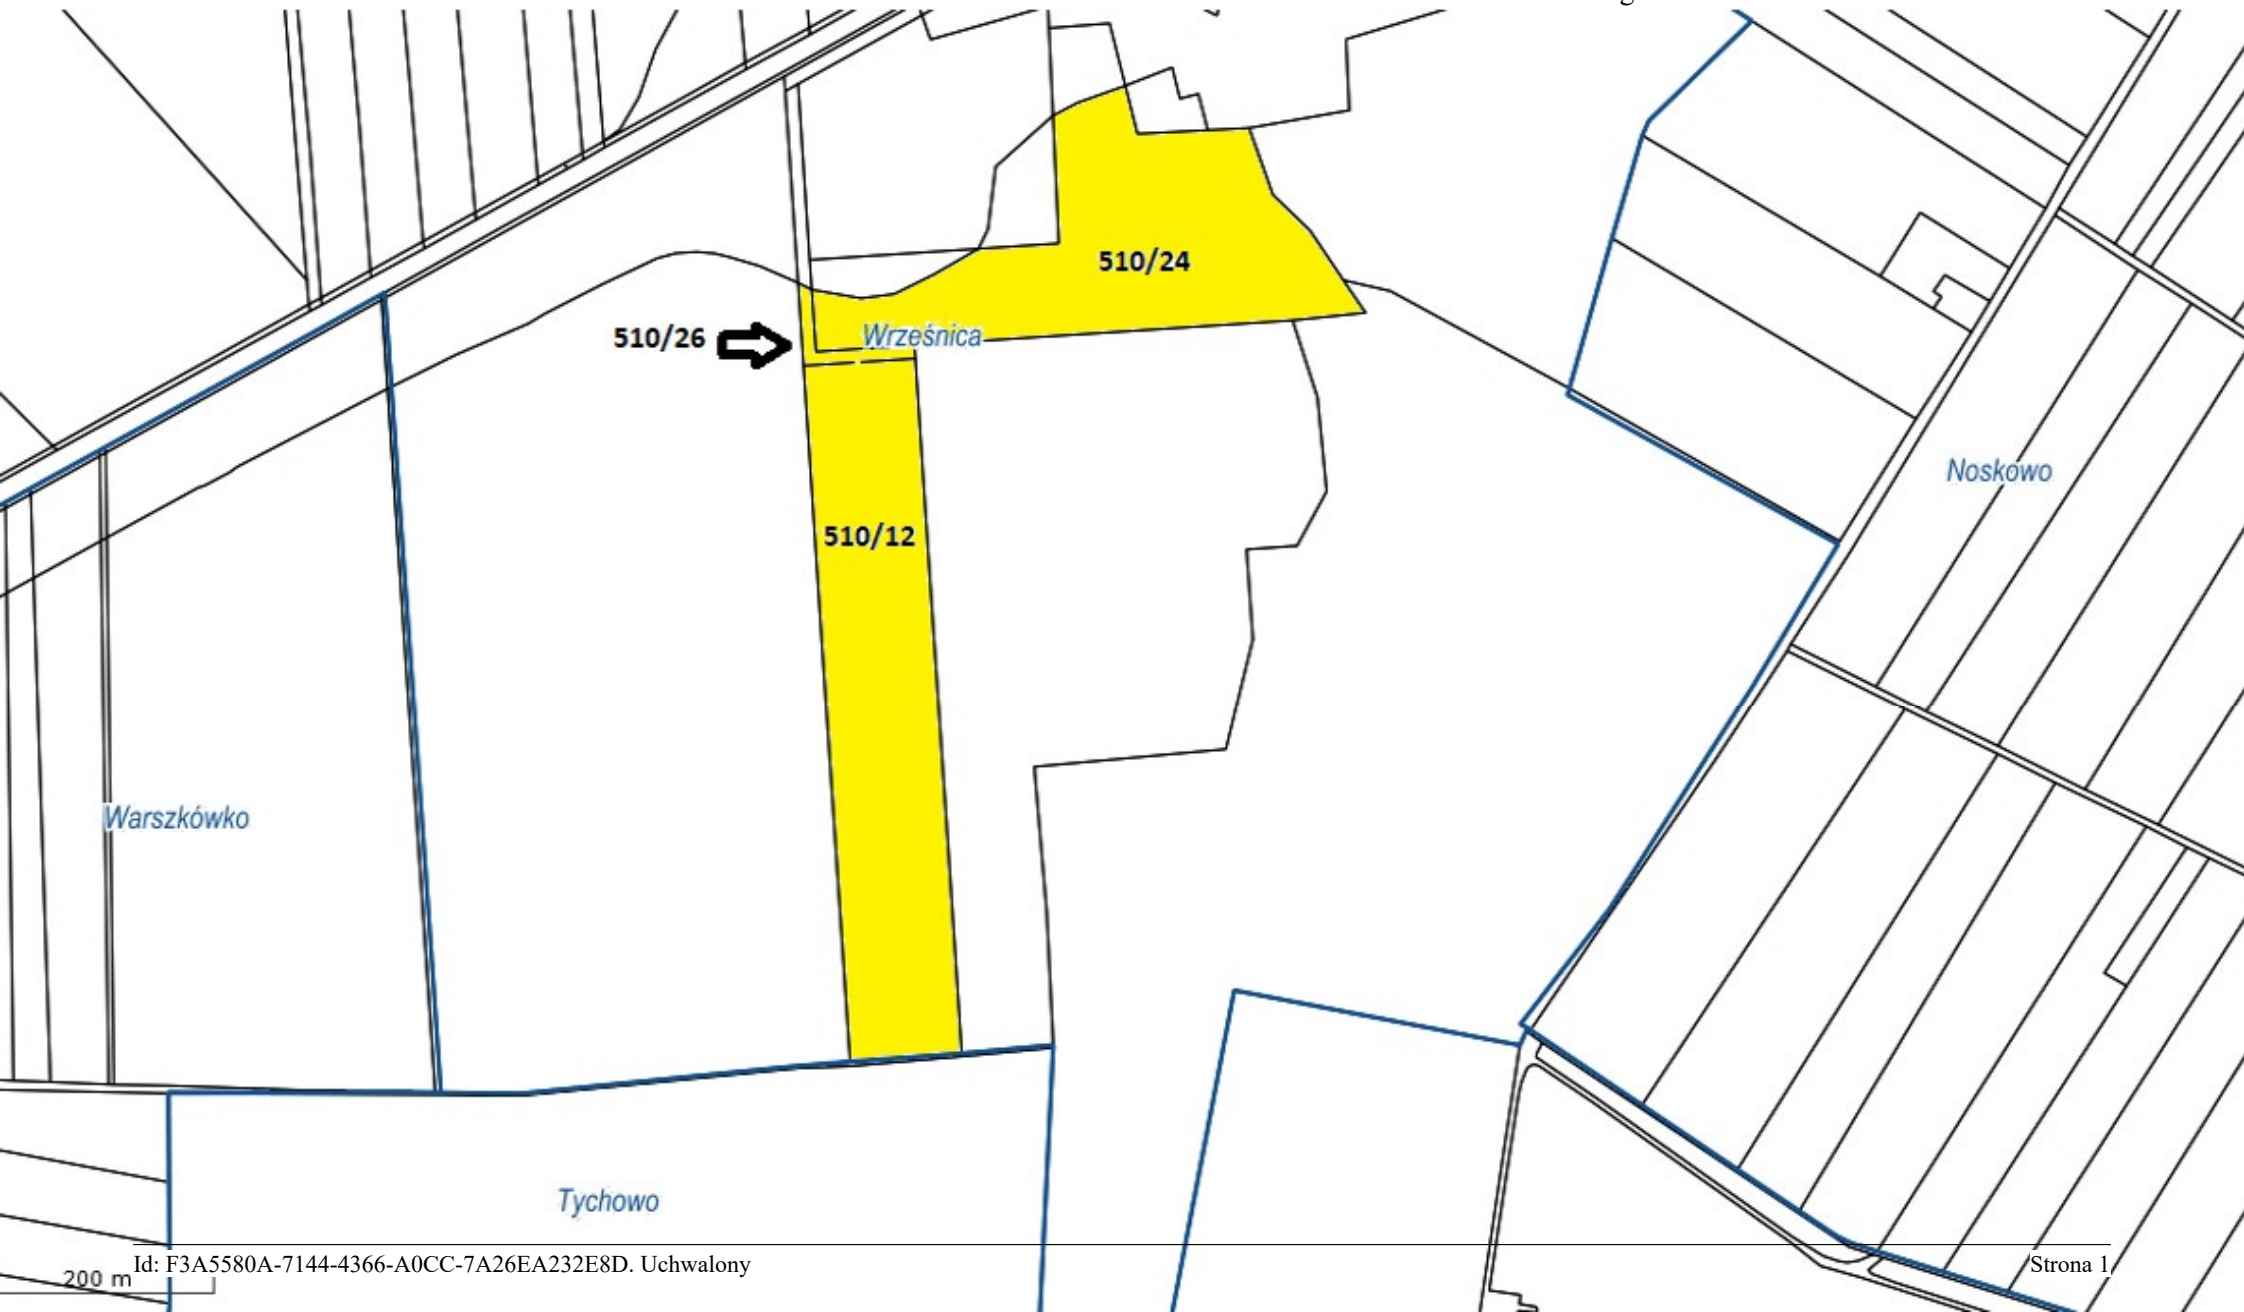 510/24
Wrześnica
510/26
Noskowo
510/12
Warszkówko
Tychowo
Id: F3A5580A-7144-4366-A0CC-7A26EA232E8D. Uchwalony
Strona 1
200 m